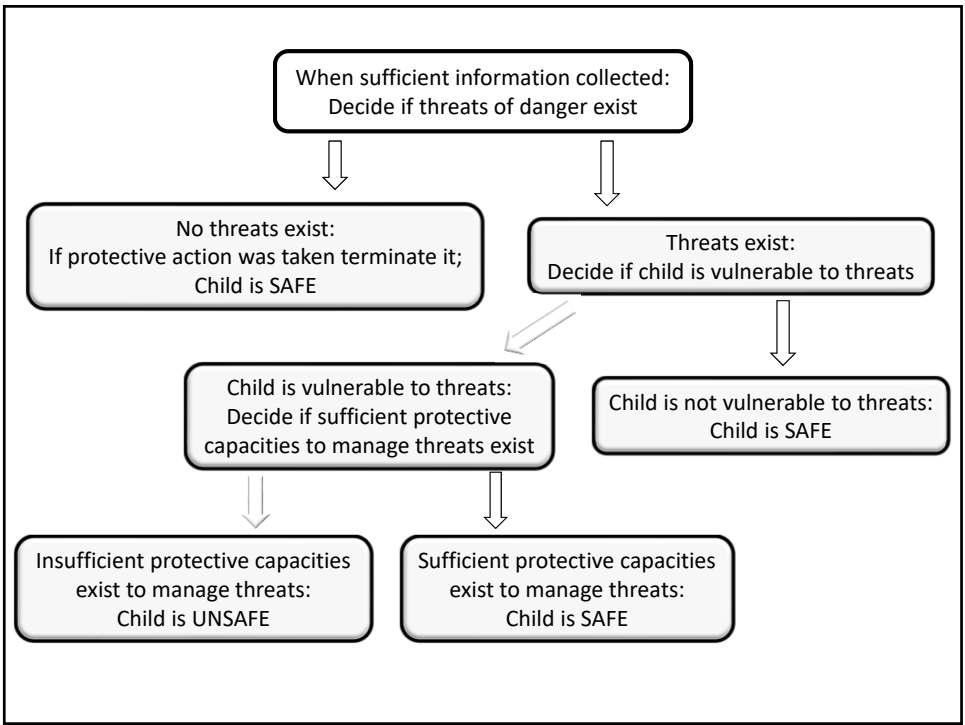 When sufficient information collected:
Decide if threats of danger exist
No threats exist:
If protective action was taken terminate it;
Child is SAFE
Threats exist:
Decide if child is vulnerable to threats
Child is vulnerable to threats:
Decide if sufficient protective
capacities to manage threats exist
Child is not vulnerable to threats:
Child is SAFE
Insufficient protective capacities
exist to manage threats:
Child is UNSAFE
Sufficient protective capacities
exist to manage threats:
Child is SAFE